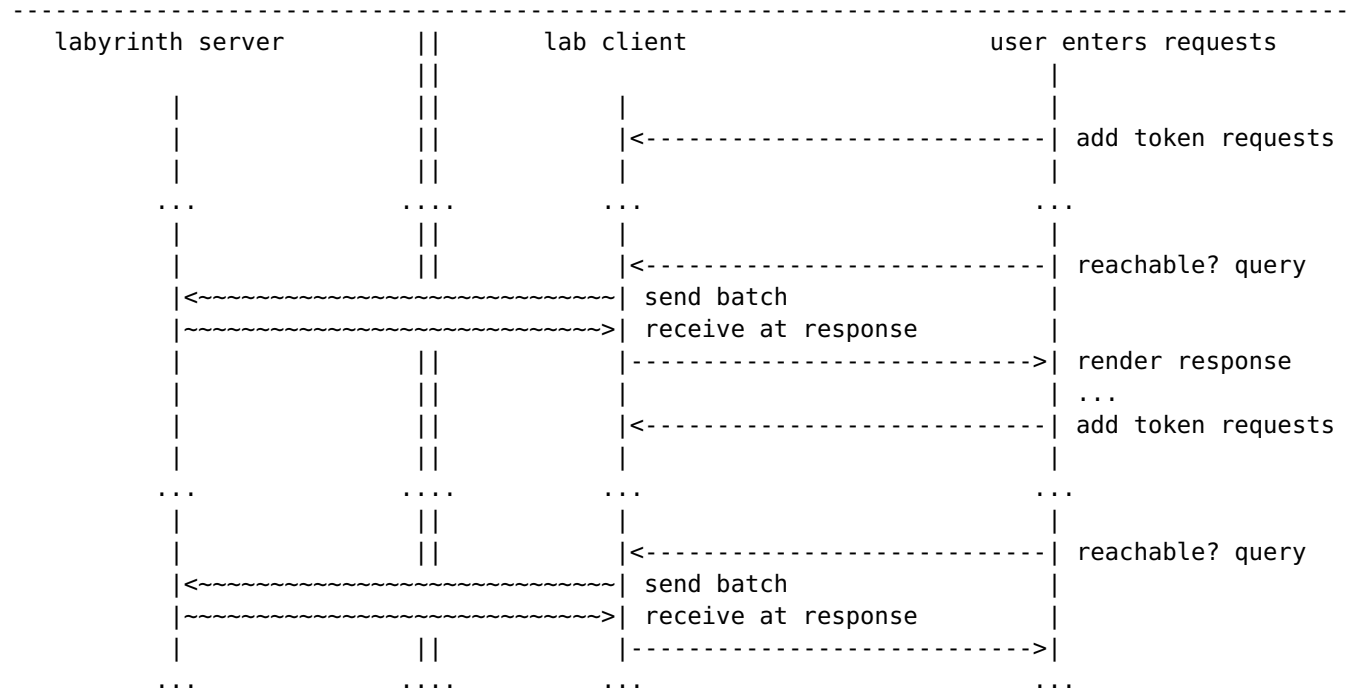 labyrinth server || lab client user enters requests
add token requests
... .... ... ...
reachable? query
send batch
receive at response
render response
...
add token requests
... .... ... ...
reachable? query
send batch
receive at response
... .... ... ...